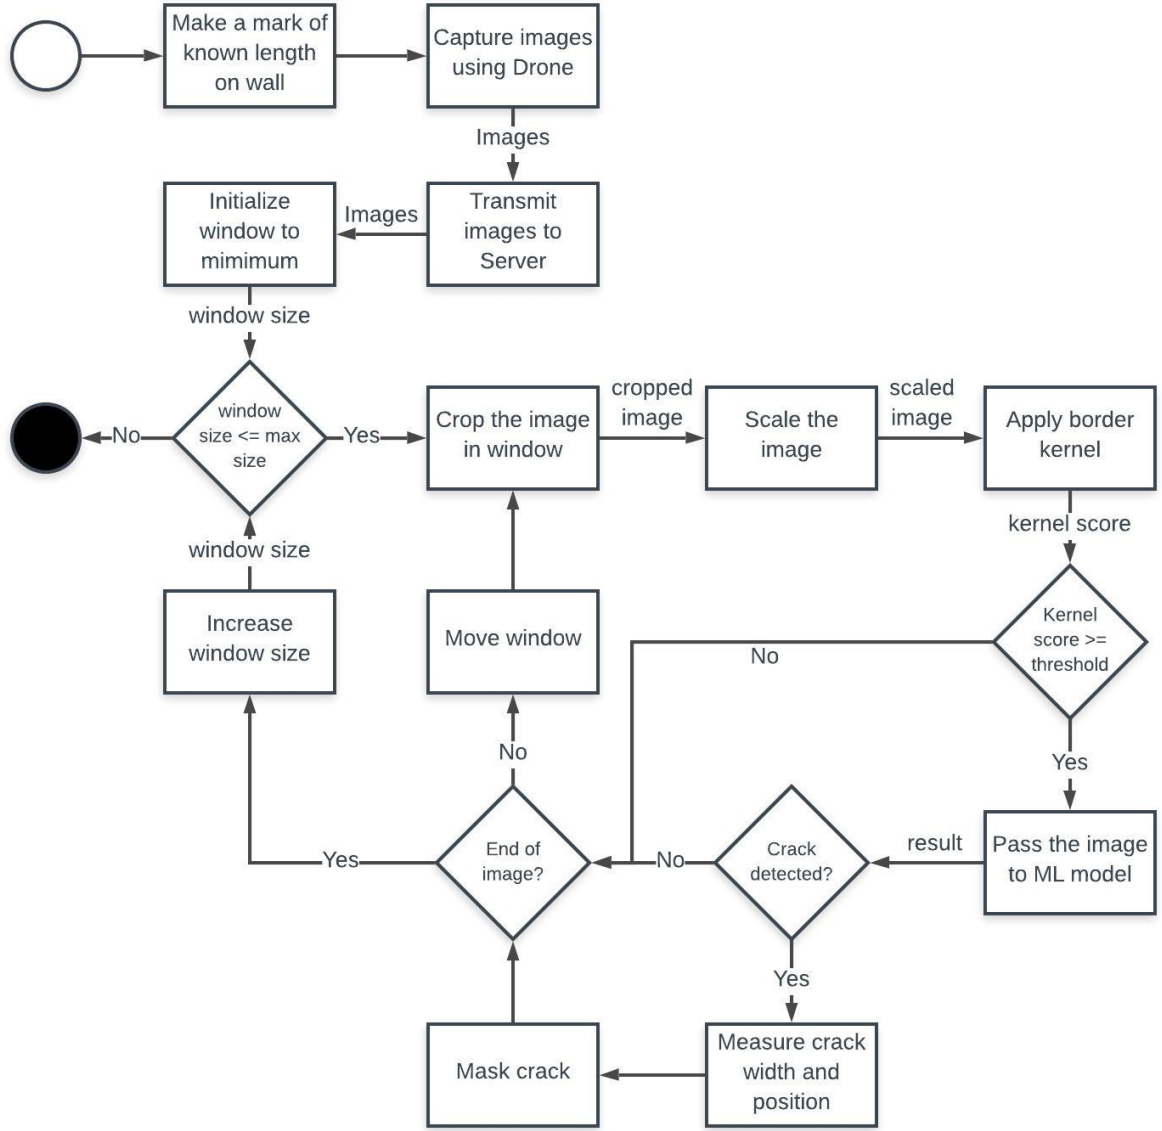 Make a mark of
known length
on wall
Capture images
using Drone
Images
Initialize
window to
mimimum
Images
Transmit
images to
Server
window size
window
size <= max
size
No
Yes
Crop the image
in window
cropped
image
Scale the
image
scaled
image
Apply border
kernel
kernel score
window size
Increase
window size
Move window
Kernel
score >=
threshold
No
No
Yes
Yes
End of
image?
No
Crack
detected?
result
Pass the image
to ML model
Yes
Mask crack
Measure crack
width and
position